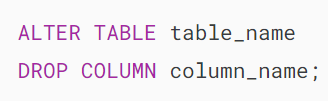 ALTER TABLE table_name
DROP COLUMN column_name;